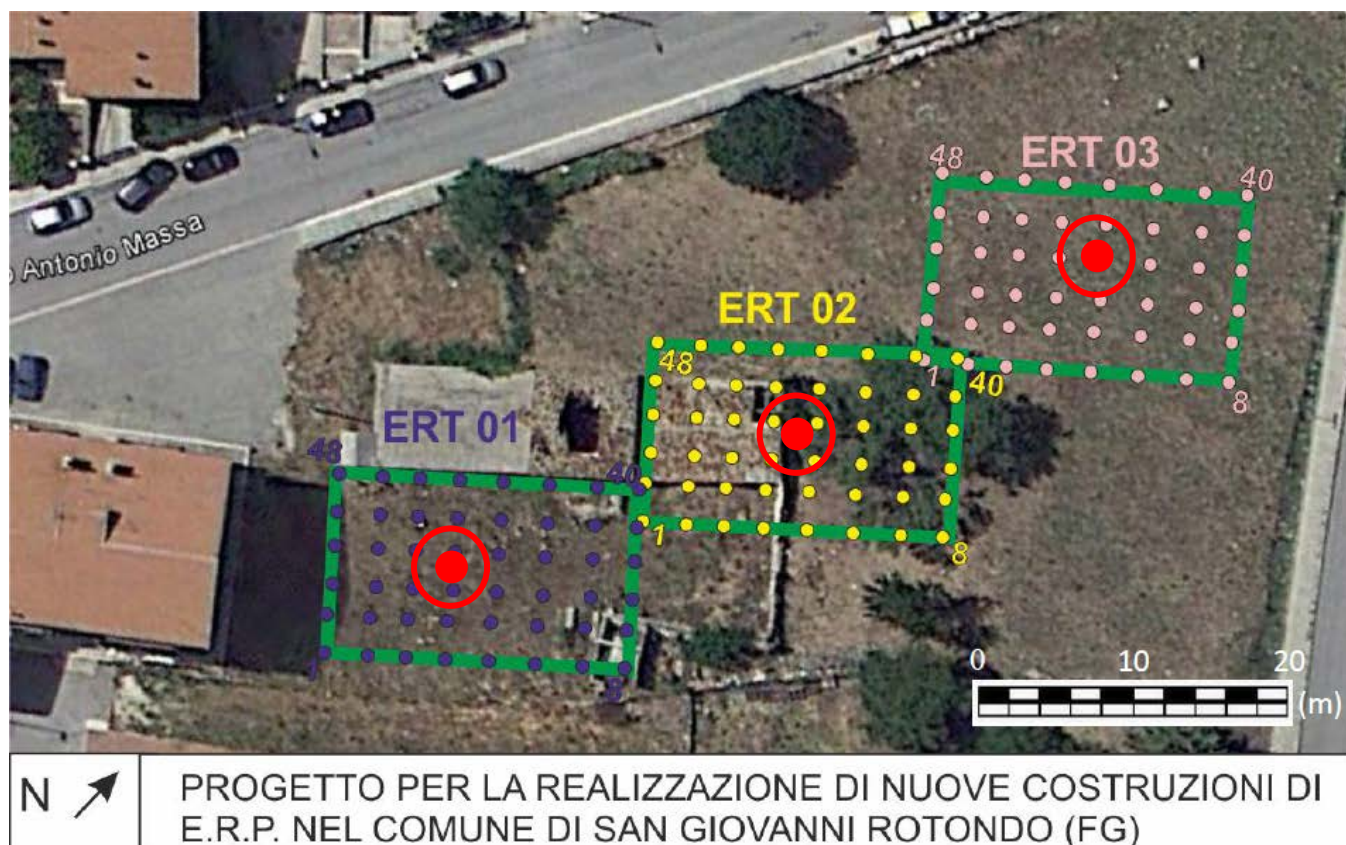 48 ERT 03 40
o Antonio Massa
ERT 02
48 40 1 8
ERT 01
48 40
1 8
1 8
0 10 20
(m)
N PROGETTO PER LA REALIZZAZIONE DI NUOVE COSTRUZIONI DI
E.R.P. NEL COMUNE DI SAN GIOVANNI ROTONDO (FG)